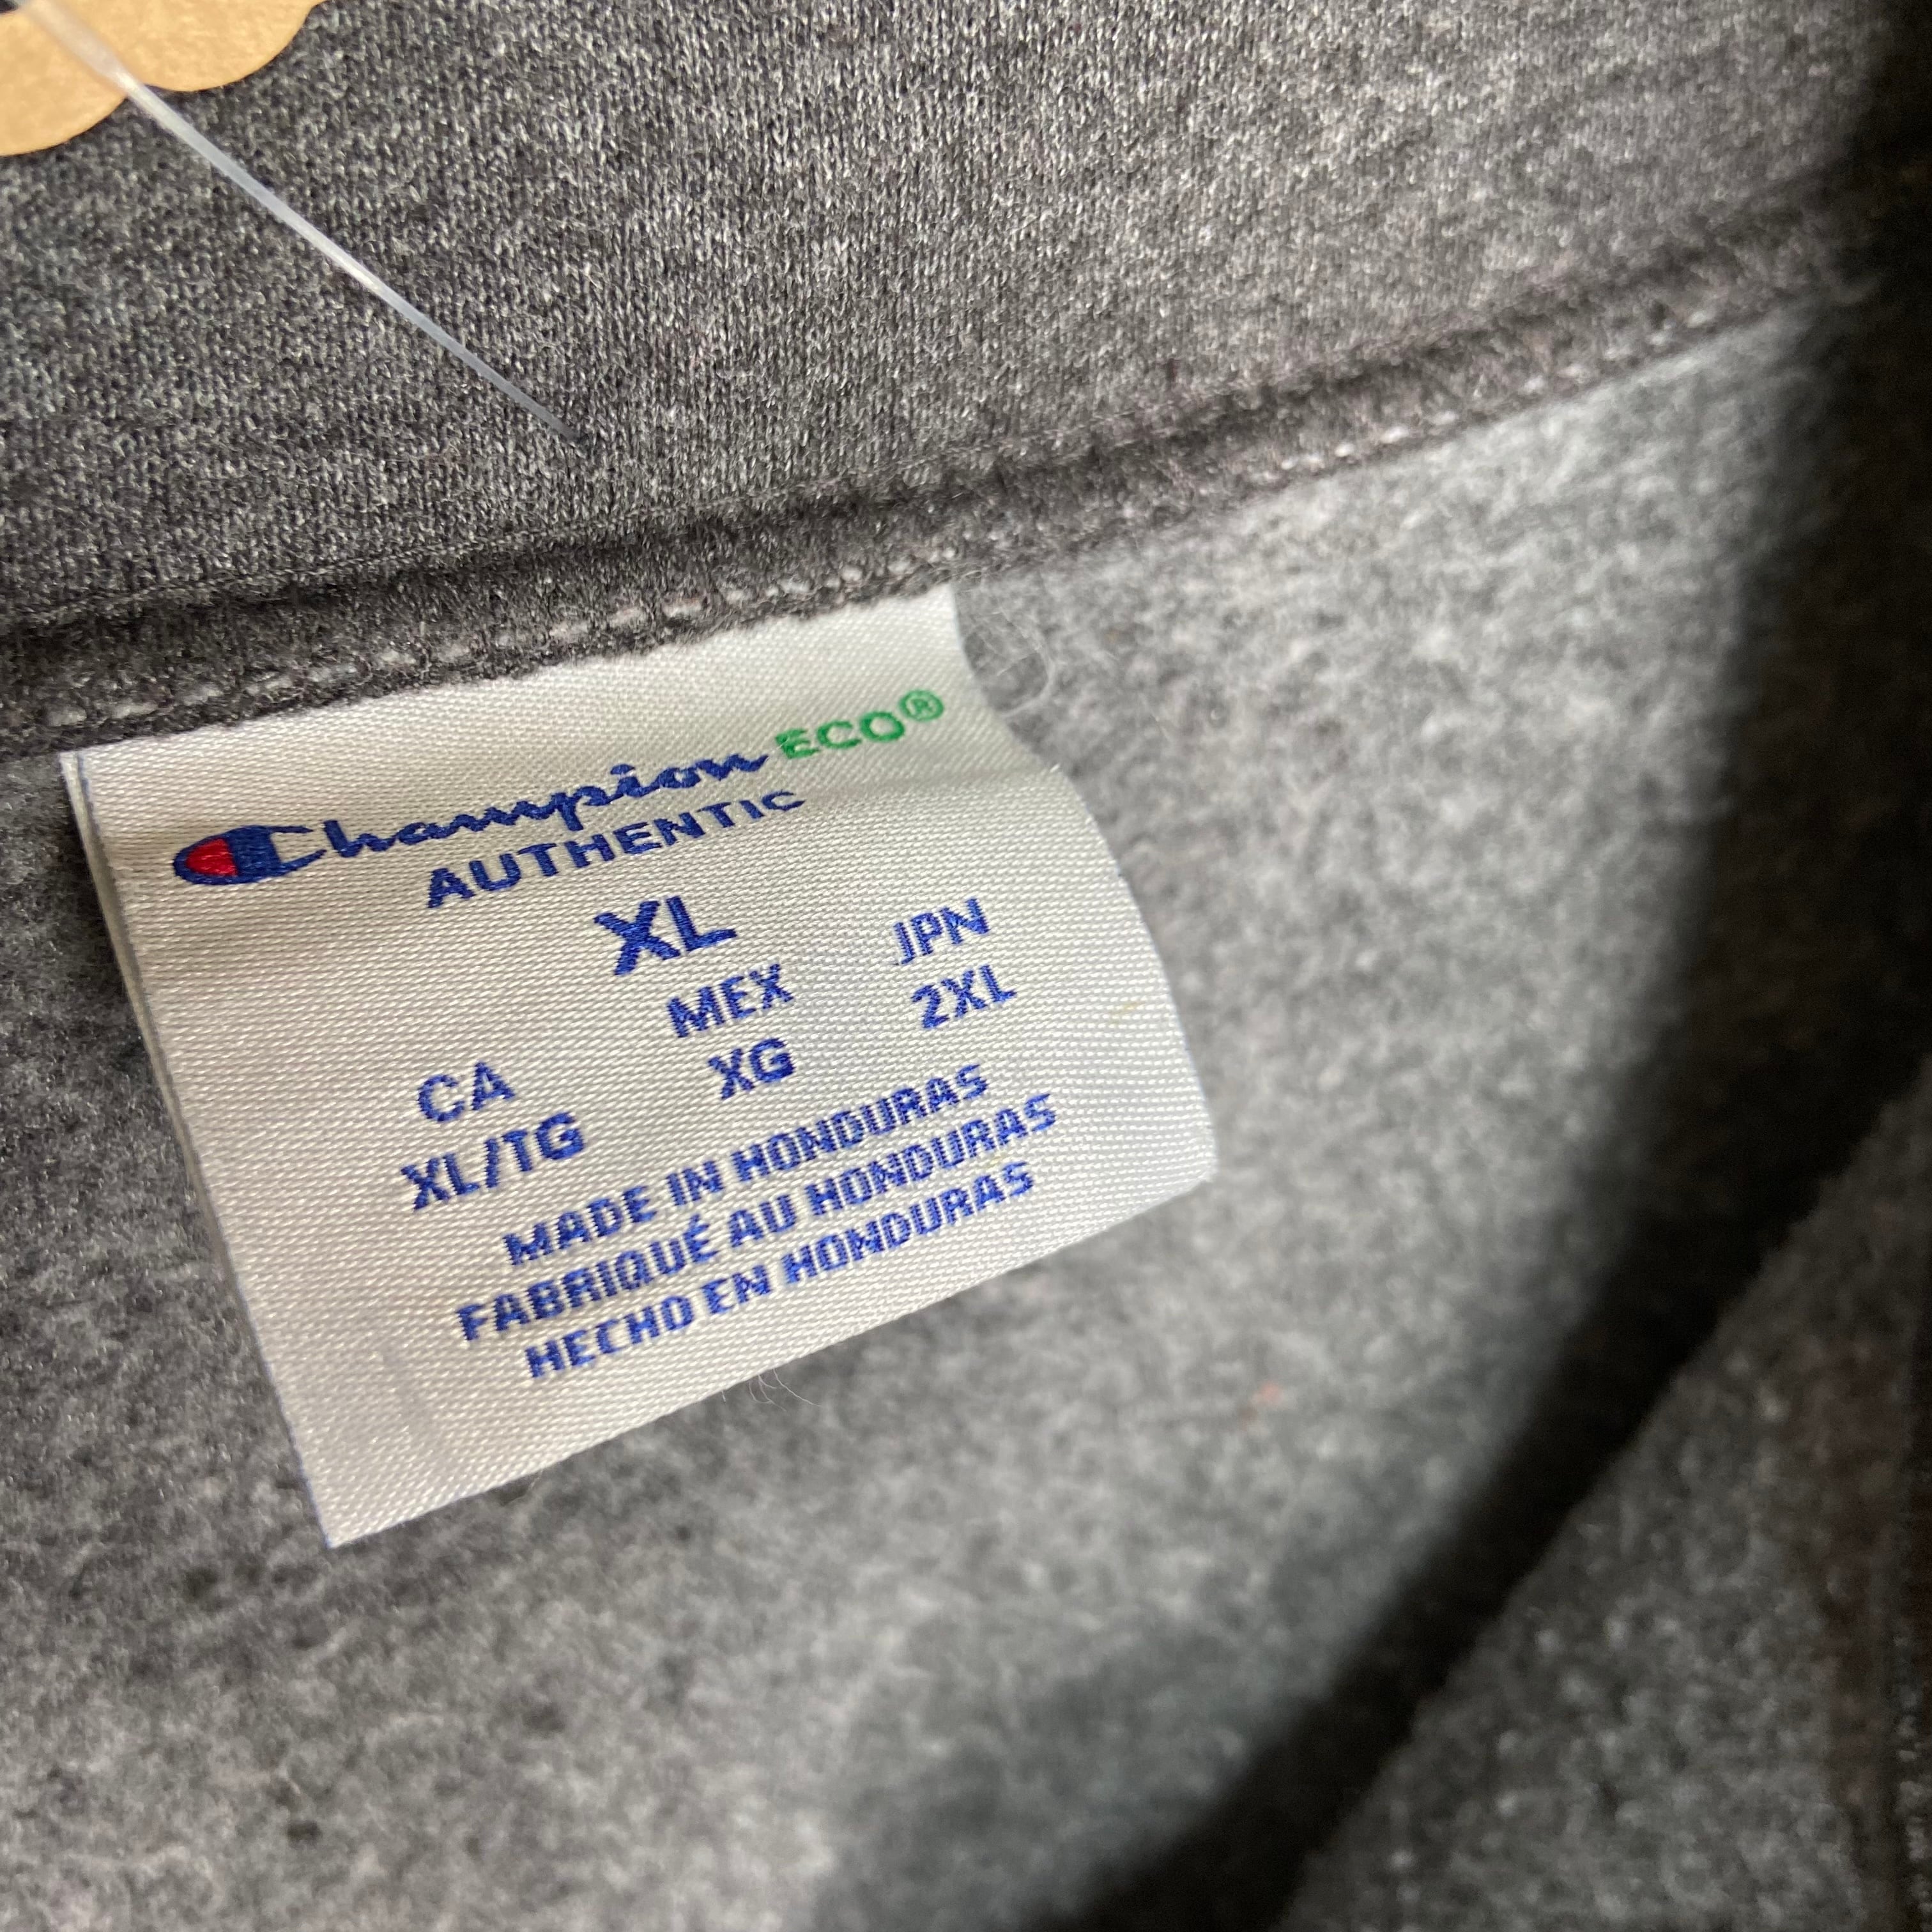 Champion ECO®
AUTHENTIC
XL
CA MEX JPN
XL/TG XG 2XL
MADE IN HONDURAS
FABRIQUÉ AU HONDURAS
HECHO EN HONDURAS